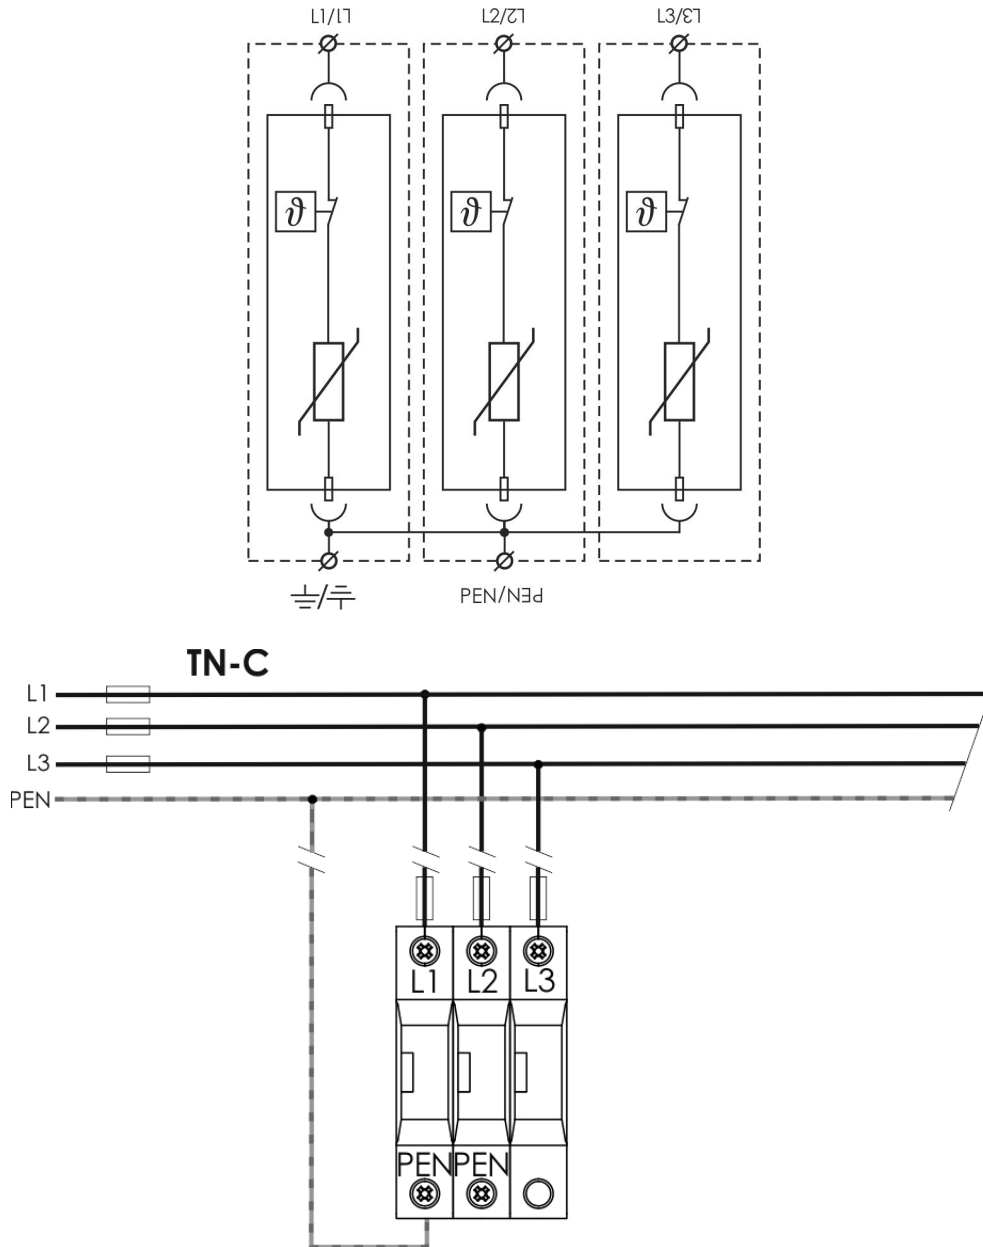 L1/L1 L2/L2 L3/L3
ϑ ϑ ϑ
⏚/⏚ PEN/PEN
TN-C
L1
L2
L3
PEN
L1 L2 L3
PEN PEN